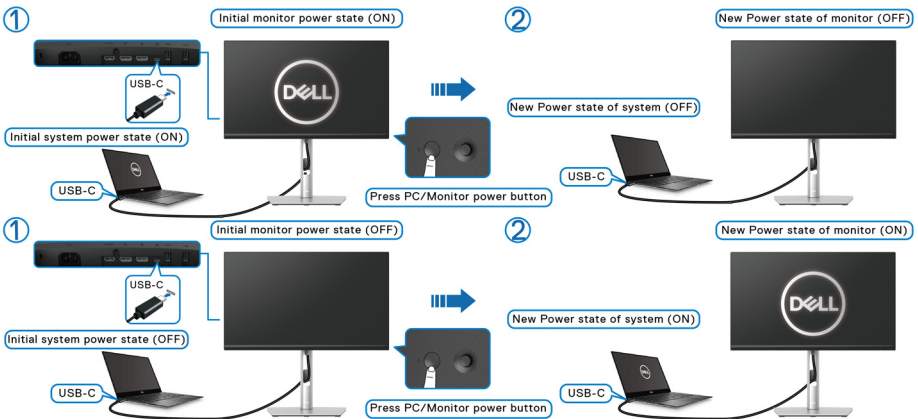 1
Initial monitor power state (ON)
2
New Power state of monitor (OFF)
USB-C
DELL
New Power state of system (OFF)
Initial system power state (ON)
DELL
USB-C
USB-C
Press PC/Monitor power button
1
Initial monitor power state (OFF)
2
New Power state of monitor (ON)
USB-C
DELL
New Power state of system (ON)
Initial system power state (OFF)
DELL
USB-C
USB-C
Press PC/Monitor power button